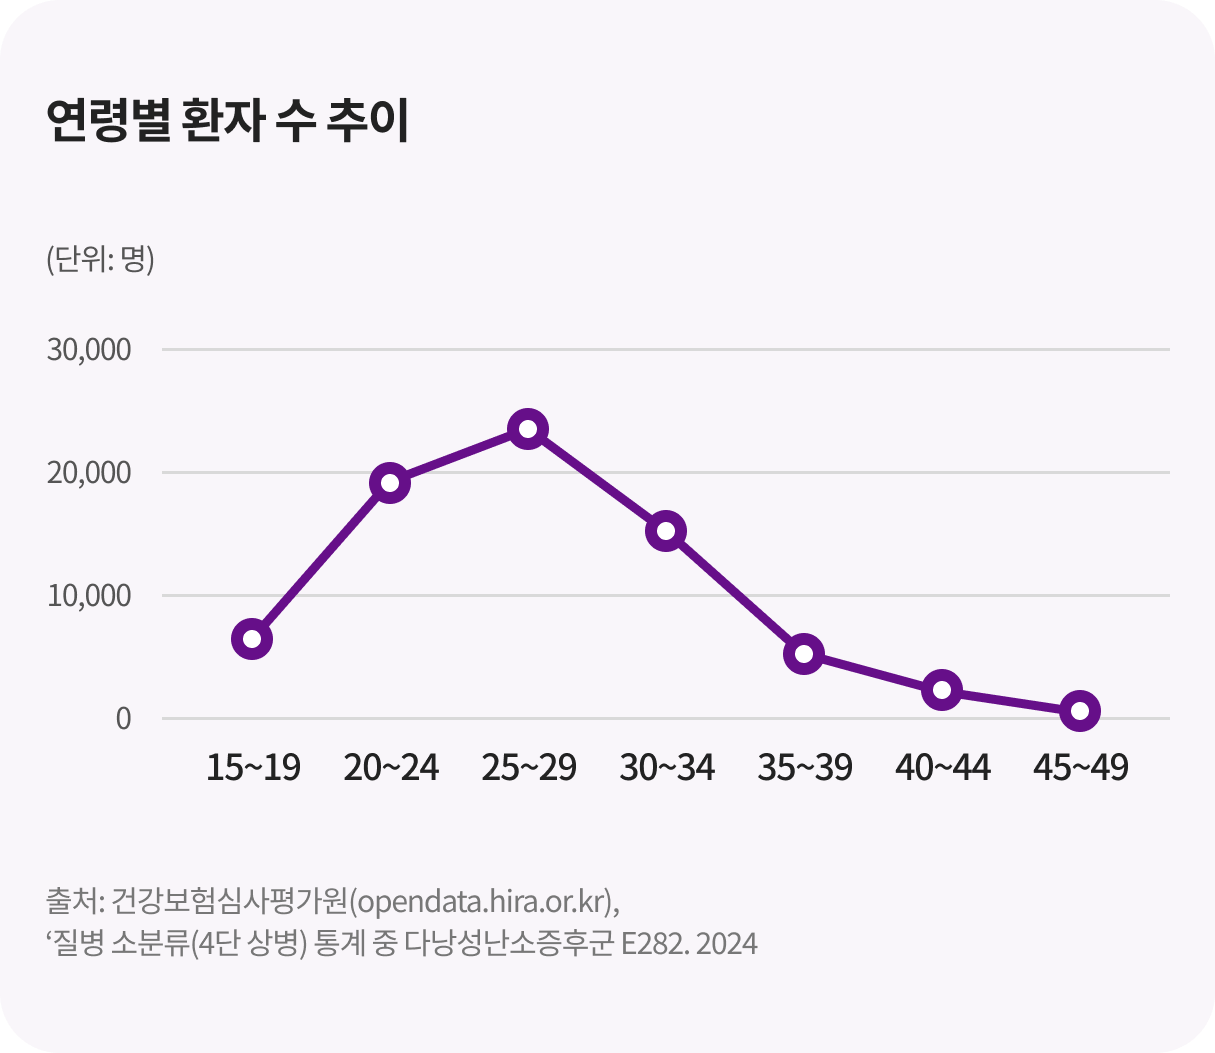 연령별 환자 수 추이
(단위: 명)
30,000
20,000
10,000
0
15~19 20~24 25~29 30~34 35~39 40~44 45~49
출처: 건강보험심사평가원(opendata.hira.or.kr),
‘질병 소분류(4단 상병) 통계 중 다낭성난소증후군 E282. 2024